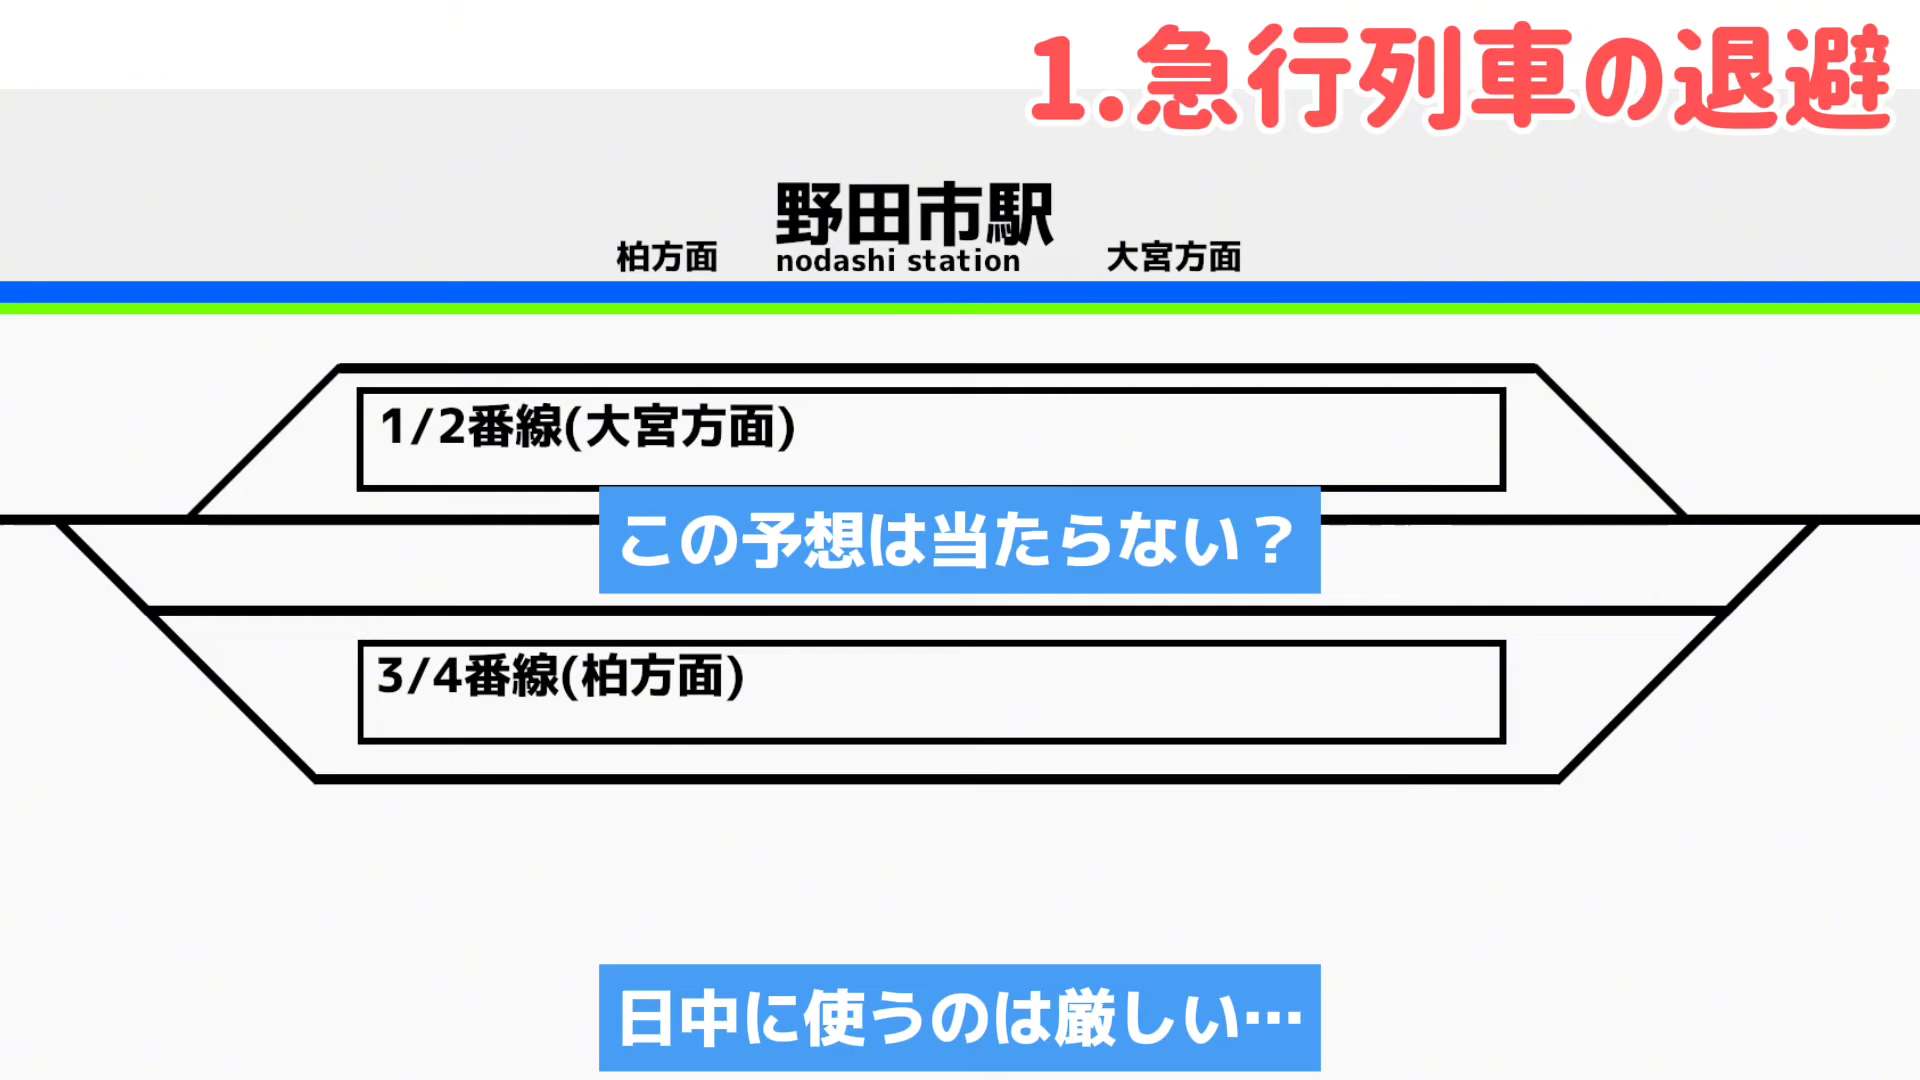 1.急行列車の退避
野田市駅
柏方面 nodashi station 大宮方面
1/2番線(大宮方面)
この予想は当たらない？
3/4番線(柏方面)
日中に使うのは厳しい…